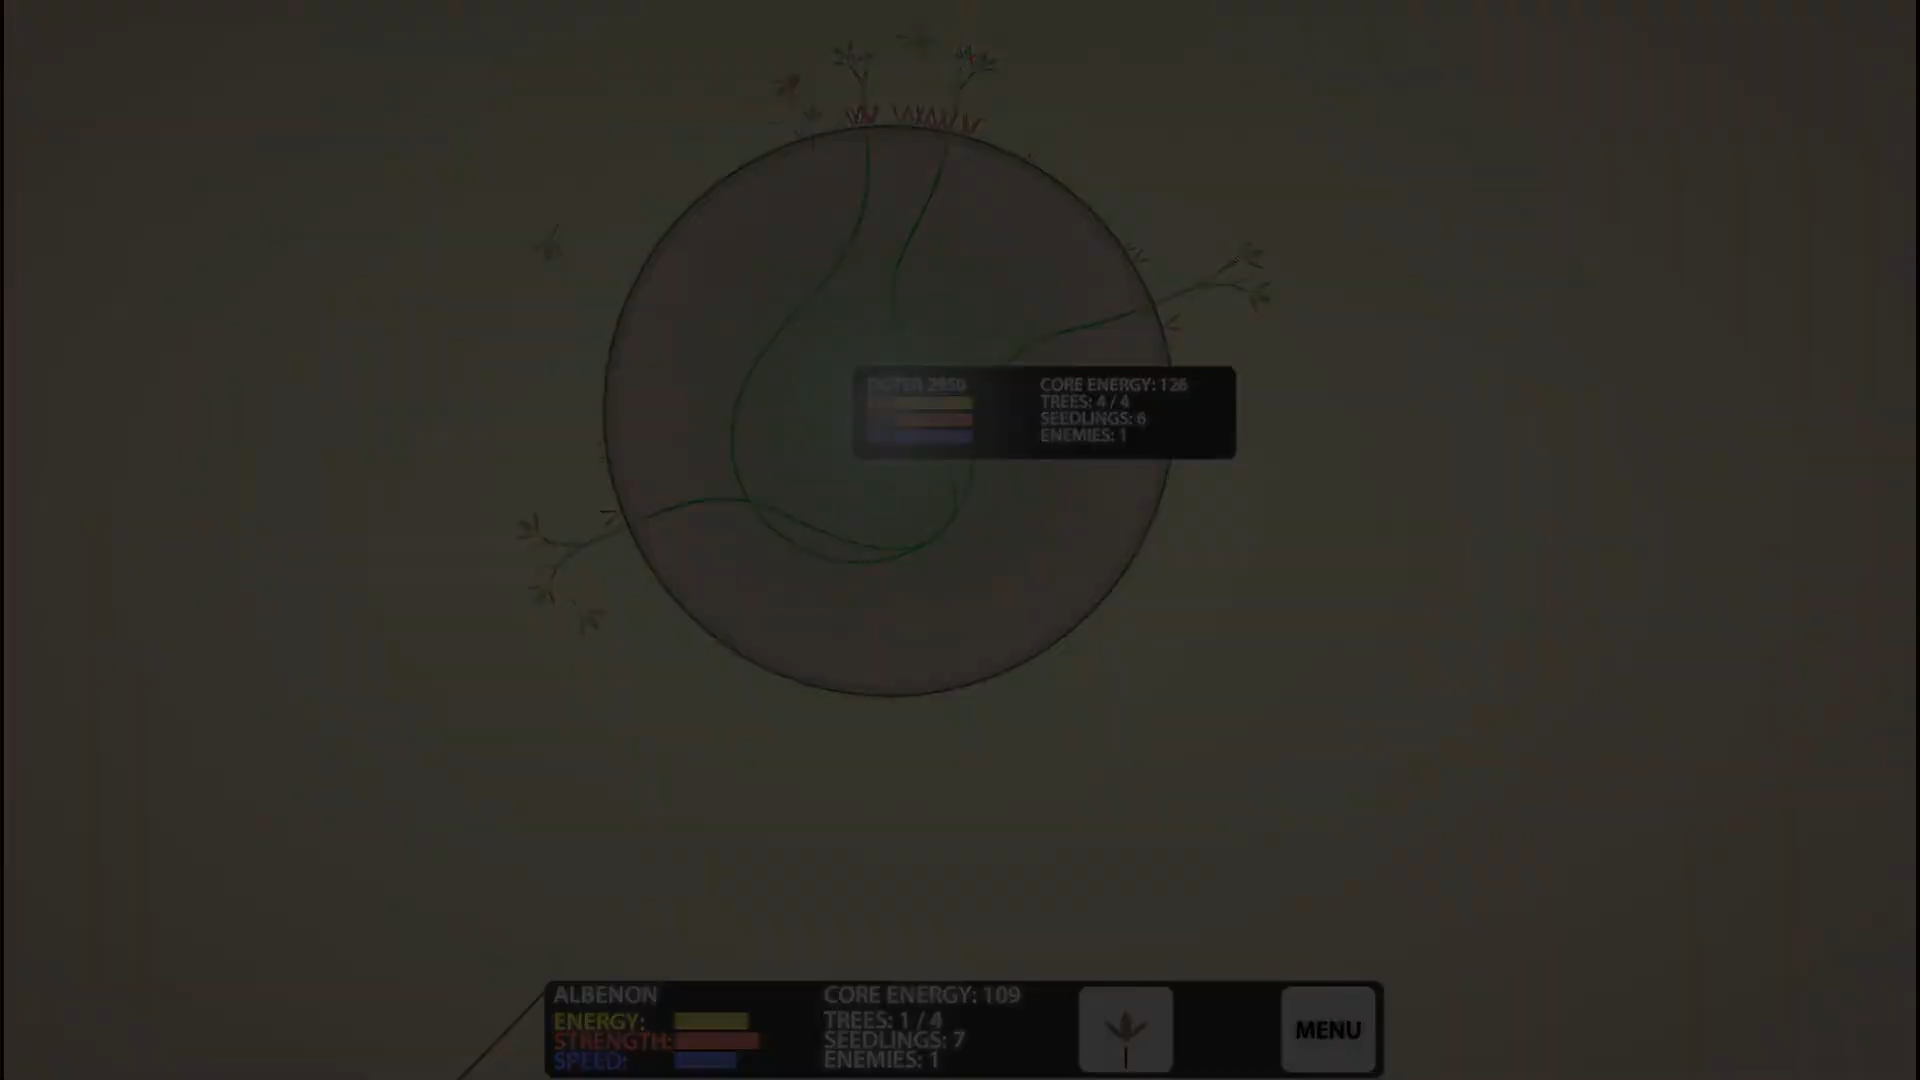 CORE ENERGY: 126
TREES: 4 / 4
SEEDLINGS: 6
ENEMIES: 1
ALBENON
ENERGY:
STRENGTH:
SPEED:
CORE ENERGY: 109
TREES: 1 / 4
SEEDLINGS: 7
ENEMIES: 1
MENU